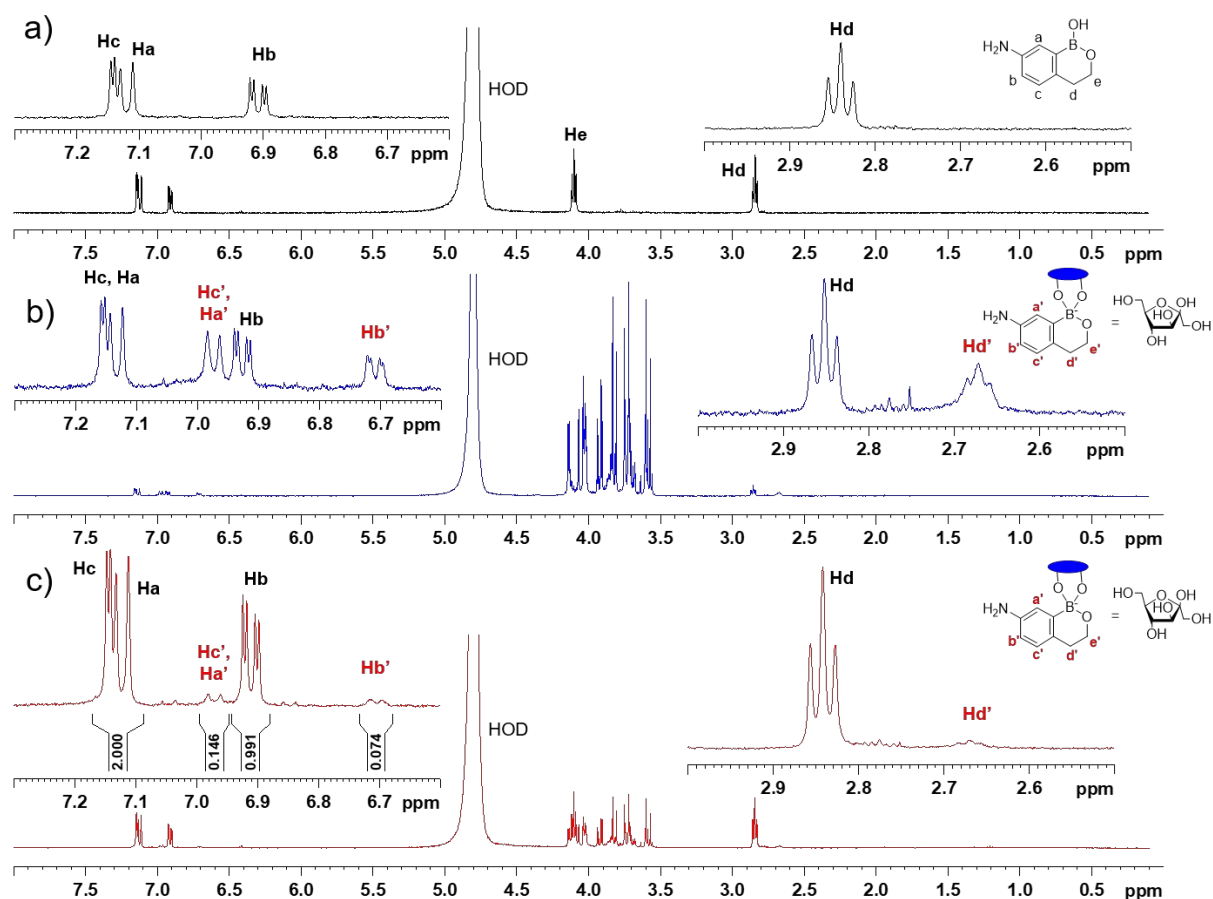 a)
Hc
Ha
Hb
HOD
Hd
OH
H₂N
a
B
O
b
c
d
e
7.2 7.1 7.0 6.9 6.8 6.7 ppm
He
Hd
2.9 2.8 2.7 2.6 ppm
7.5 7.0 6.5 6.0 5.5 5.0 4.5 4.0 3.5 3.0 2.5 2.0 1.5 1.0 0.5 ppm
b)
Hc, Ha
Hc',
Ha'
Hb
Hb'
HOD
Hd
Hd'
O
O
a'
B⁻
O
H₂N
b'
c'
d'
e'
=
HO
O
OH
HO
OH
OH
7.2 7.1 7.0 6.9 6.8 6.7 ppm
2.9 2.8 2.7 2.6 ppm
7.5 7.0 6.5 6.0 5.5 5.0 4.5 4.0 3.5 3.0 2.5 2.0 1.5 1.0 0.5 ppm
c)
Hc
Ha
Hb
Hc',
Ha'
Hb'
HOD
Hd
Hd'
O
O
a'
B⁻
O
H₂N
b'
c'
d'
e'
=
HO
O
OH
HO
OH
OH
2.000
0.146
0.991
0.074
7.2 7.1 7.0 6.9 6.8 6.7 ppm
2.9 2.8 2.7 2.6 ppm
7.5 7.0 6.5 6.0 5.5 5.0 4.5 4.0 3.5 3.0 2.5 2.0 1.5 1.0 0.5 ppm